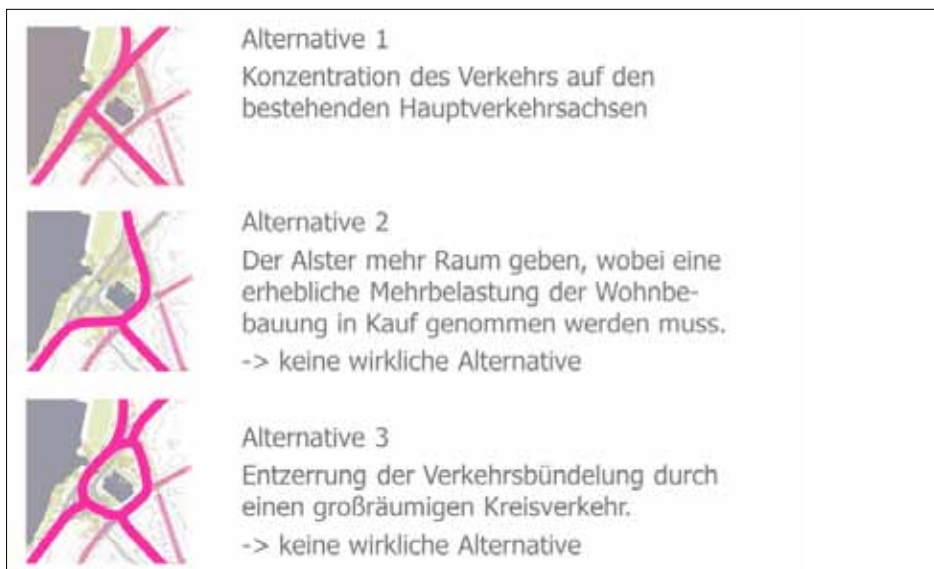 Alternative 1
Konzentration des Verkehrs auf den
bestehenden Hauptverkehrsachsen
Alternative 2
Der Alster mehr Raum geben, wobei eine
erhebliche Mehrbelastung der Wohnbe-
bauung in Kauf genommen werden muss.
-> keine wirkliche Alternative
Alternative 3
Entzerrung der Verkehrsbündelung durch
einen großräumigen Kreisverkehr.
-> keine wirkliche Alternative